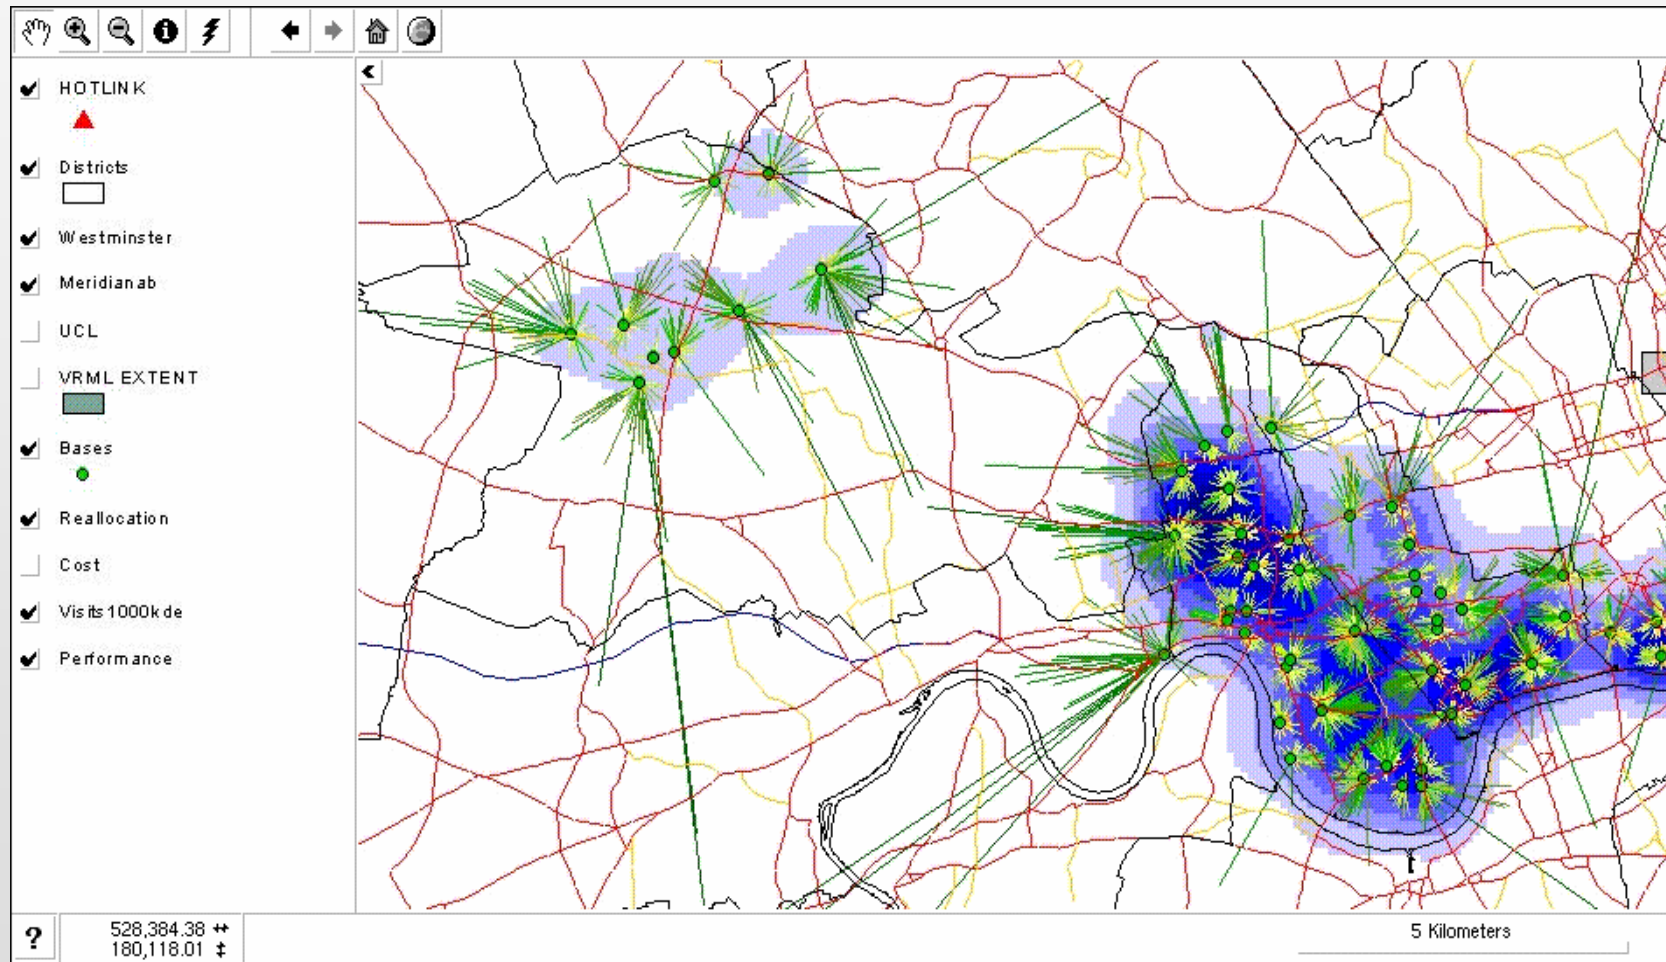 HOTLINK
Districts
Westminster
Meridianab
UCL
VRML EXTENT
Bases
Reallocation
Cost
Visits1000kde
Performance
?
528,384.38 ↔
180,118.01 ↕
5 Kilometers